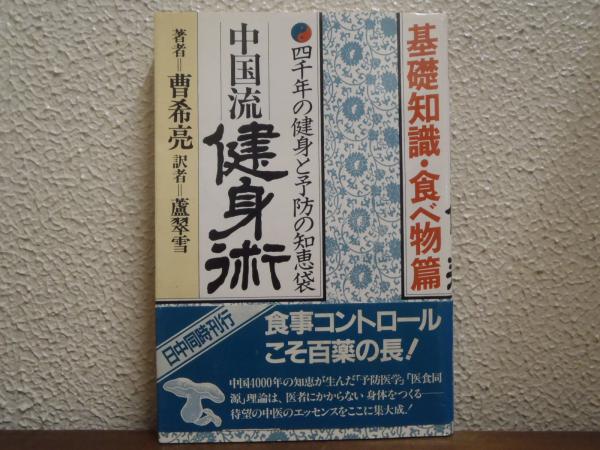 基礎知識・食べ物篇
四千年の健身と予防の知恵袋
中国流
健身術
著者=曹希亮
訳者=蘆翠雪
日中同時刊行
食事コントロール
こそ百薬の長!
中国4000年の知恵が生んだ「予防医学」「医食同
源」理論は、医者にかからない身体をつくる——
待望の中医のエッセンスをここに集大成!